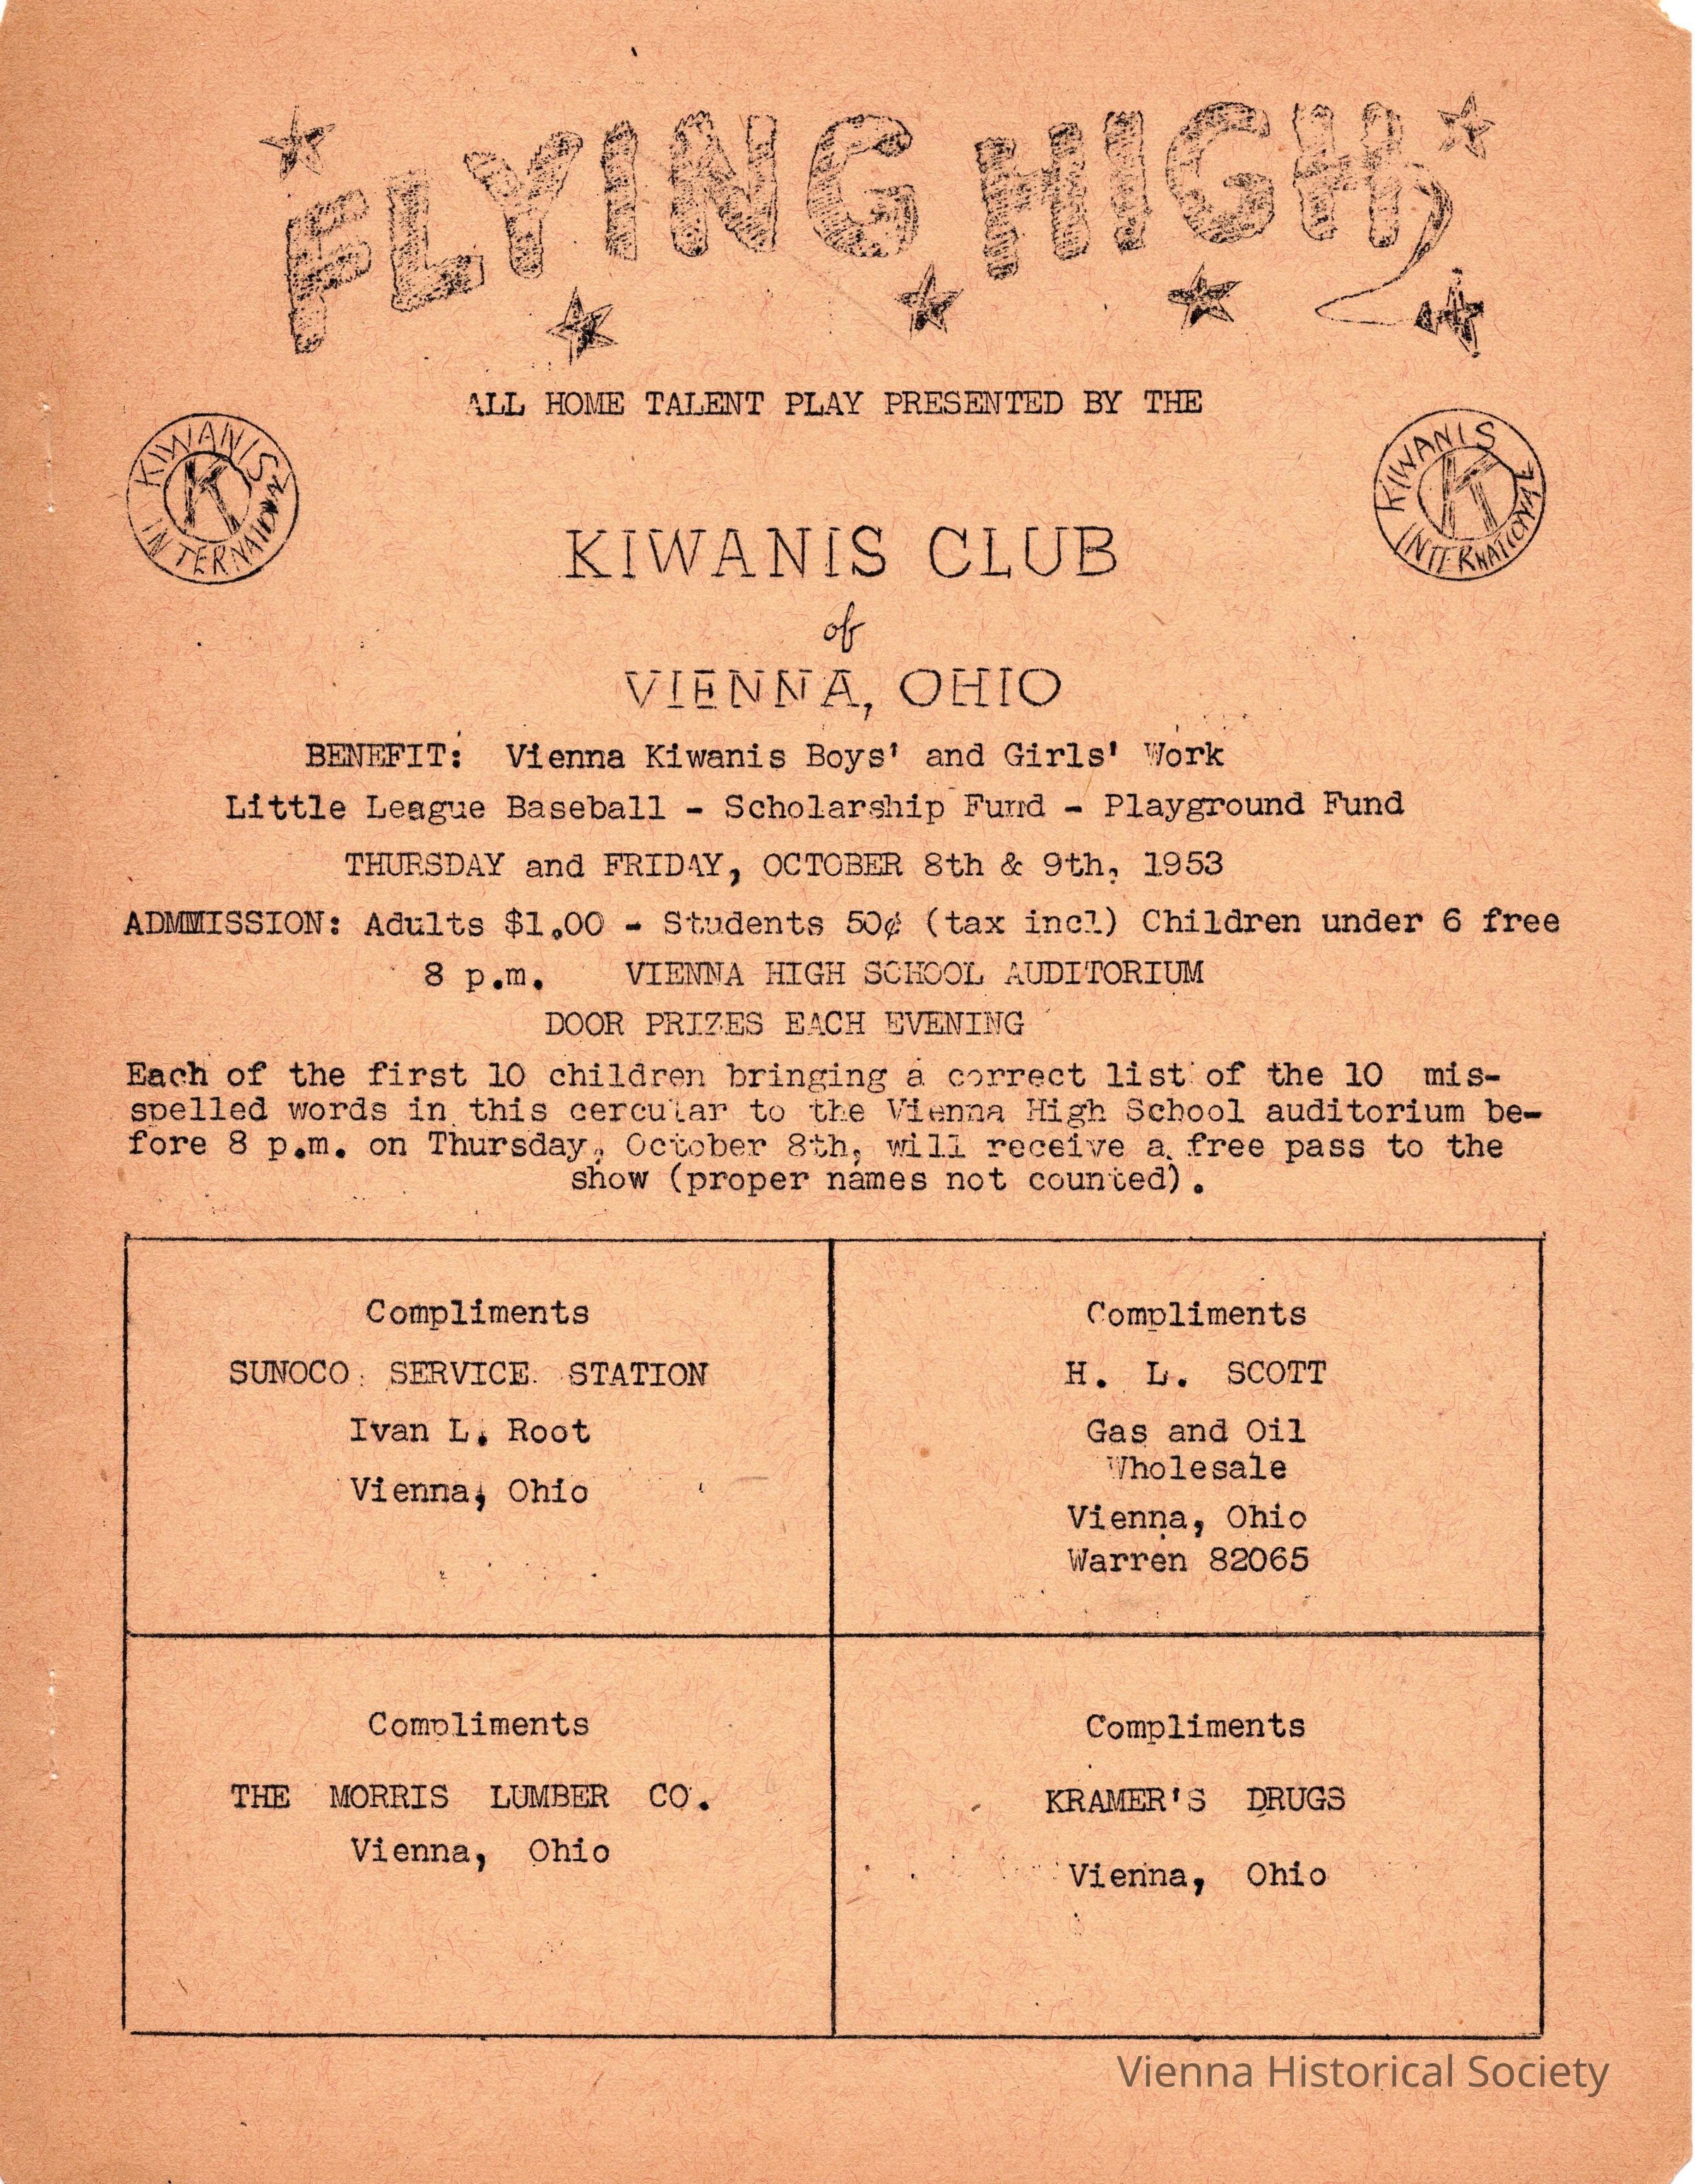 FLYING HIGH
ALL HOME TALENT PLAY PRESENTED BY THE
KIWANIS INTERNATIONAL K
KIWANIS INTERNATIONAL K
KIWANIS CLUB
of
VIENNA, OHIO
BENEFIT: Vienna Kiwanis Boys' and Girls' Work
Little League Baseball - Scholarship Fund - Playground Fund
THURSDAY and FRIDAY, OCTOBER 8th & 9th, 1953
ADMMISSION: Adults $1.00 - Students 50¢ (tax incl) Children under 6 free
8 p.m. VIENNA HIGH SCHOOL AUDITORIUM
DOOR PRIZES EACH EVENING
Each of the first 10 children bringing a correct list of the 10 mis-
spelled words in this cercular to the Vienna High School auditorium be-
fore 8 p.m. on Thursday, October 8th, will receive a free pass to the
show (proper names not counted).
Compliments
SUNOCO SERVICE STATION
Ivan L. Root
Vienna, Ohio
Compliments
H. L. SCOTT
Gas and Oil
Wholesale
Vienna, Ohio
Warren 82065
Compliments
THE MORRIS LUMBER CO.
Vienna, Ohio
Compliments
KRAMER'S DRUGS
Vienna, Ohio
Vienna Historical Society